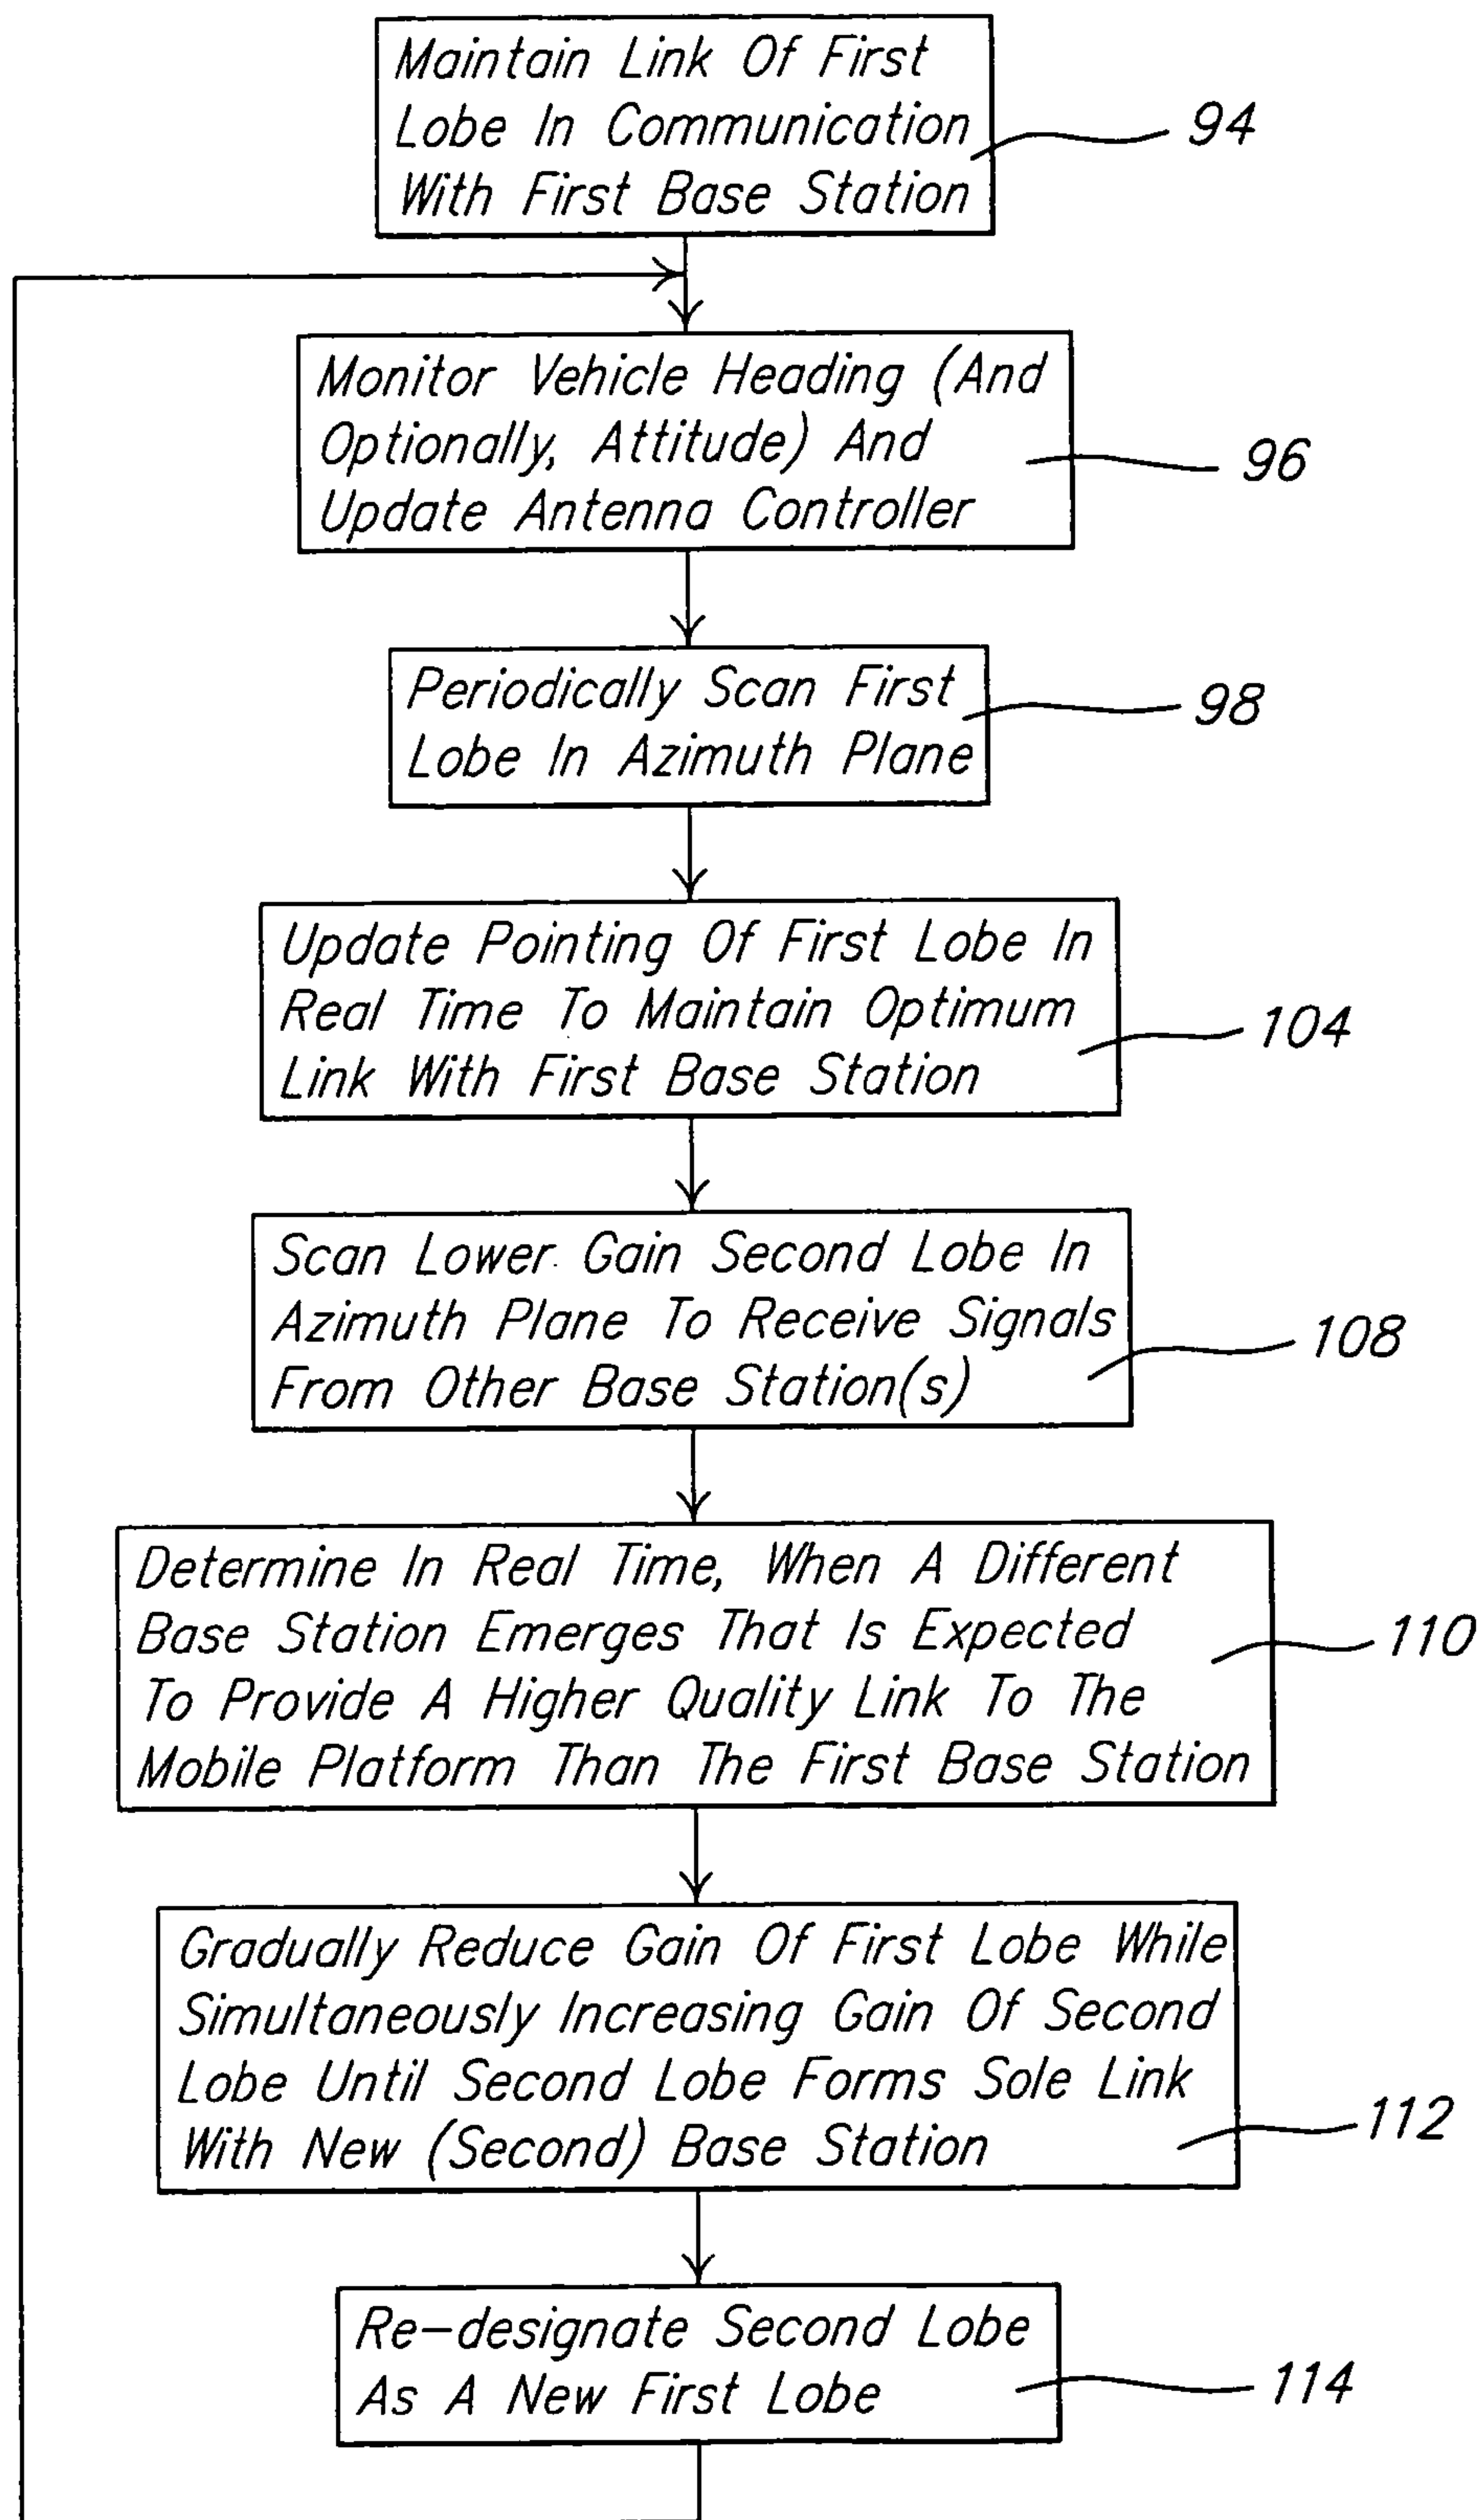 Maintain Link Of First
Lobe In Communication
With First Base Station
94
Monitor Vehicle Heading (And
Optionally, Attitude) And
Update Antenna Controller
96
Periodically Scan First
Lobe In Azimuth Plane
98
Update Pointing Of First Lobe In
Real Time To Maintain Optimum
Link With First Base Station
104
Scan Lower Gain Second Lobe In
Azimuth Plane To Receive Signals
From Other Base Station(s)
108
Determine In Real Time, When A Different
Base Station Emerges That Is Expected
To Provide A Higher Quality Link To The
Mobile Platform Than The First Base Station
110
Gradually Reduce Gain Of First Lobe While
Simultaneously Increasing Gain Of Second
Lobe Until Second Lobe Forms Sole Link
With New (Second) Base Station
112
Re-designate Second Lobe
As A New First Lobe
114